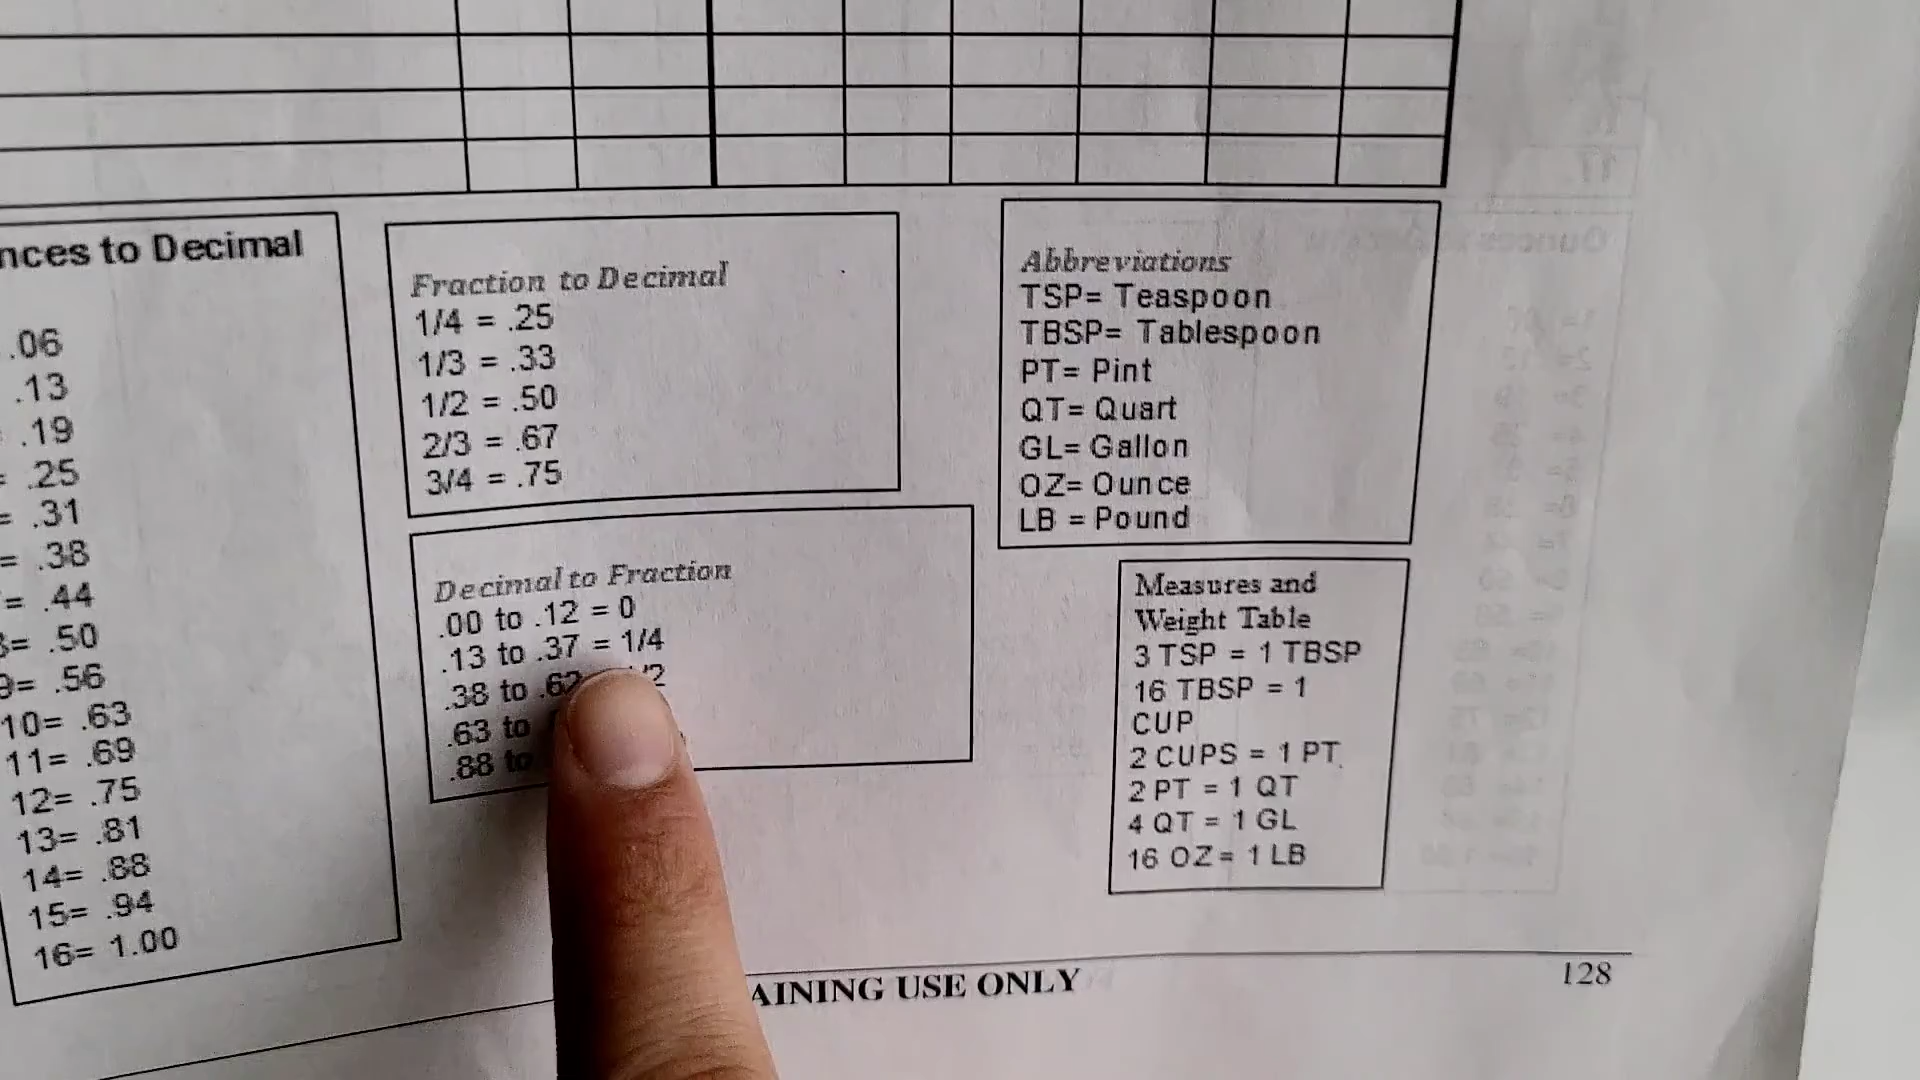 to Decimal
.06
.13
.19
= .25
= .31
= .38
= .44
= .50
= .56
10= .63
11= .69
12= .75
13= .81
14= .88
15= .94
16= 1.00
Fraction to Decimal
1/4 = .25
1/3 = .33
1/2 = .50
2/3 = .67
3/4 = .75
Decimal to Fraction
.00 to .12 = 0
.13 to .37 = 1/4
.38 to .62
.63 to
.88 to
Abbreviations
TSP= Teaspoon
TBSP= Tablespoon
PT= Pint
QT= Quart
GL= Gallon
OZ= Ounce
LB = Pound
Measures and
Weight Table
3 TSP = 1 TBSP
16 TBSP = 1
CUP
2 CUPS = 1 PT
2 PT = 1 QT
4 QT = 1 GL
16 OZ= 1 LB
USE ONLY
128